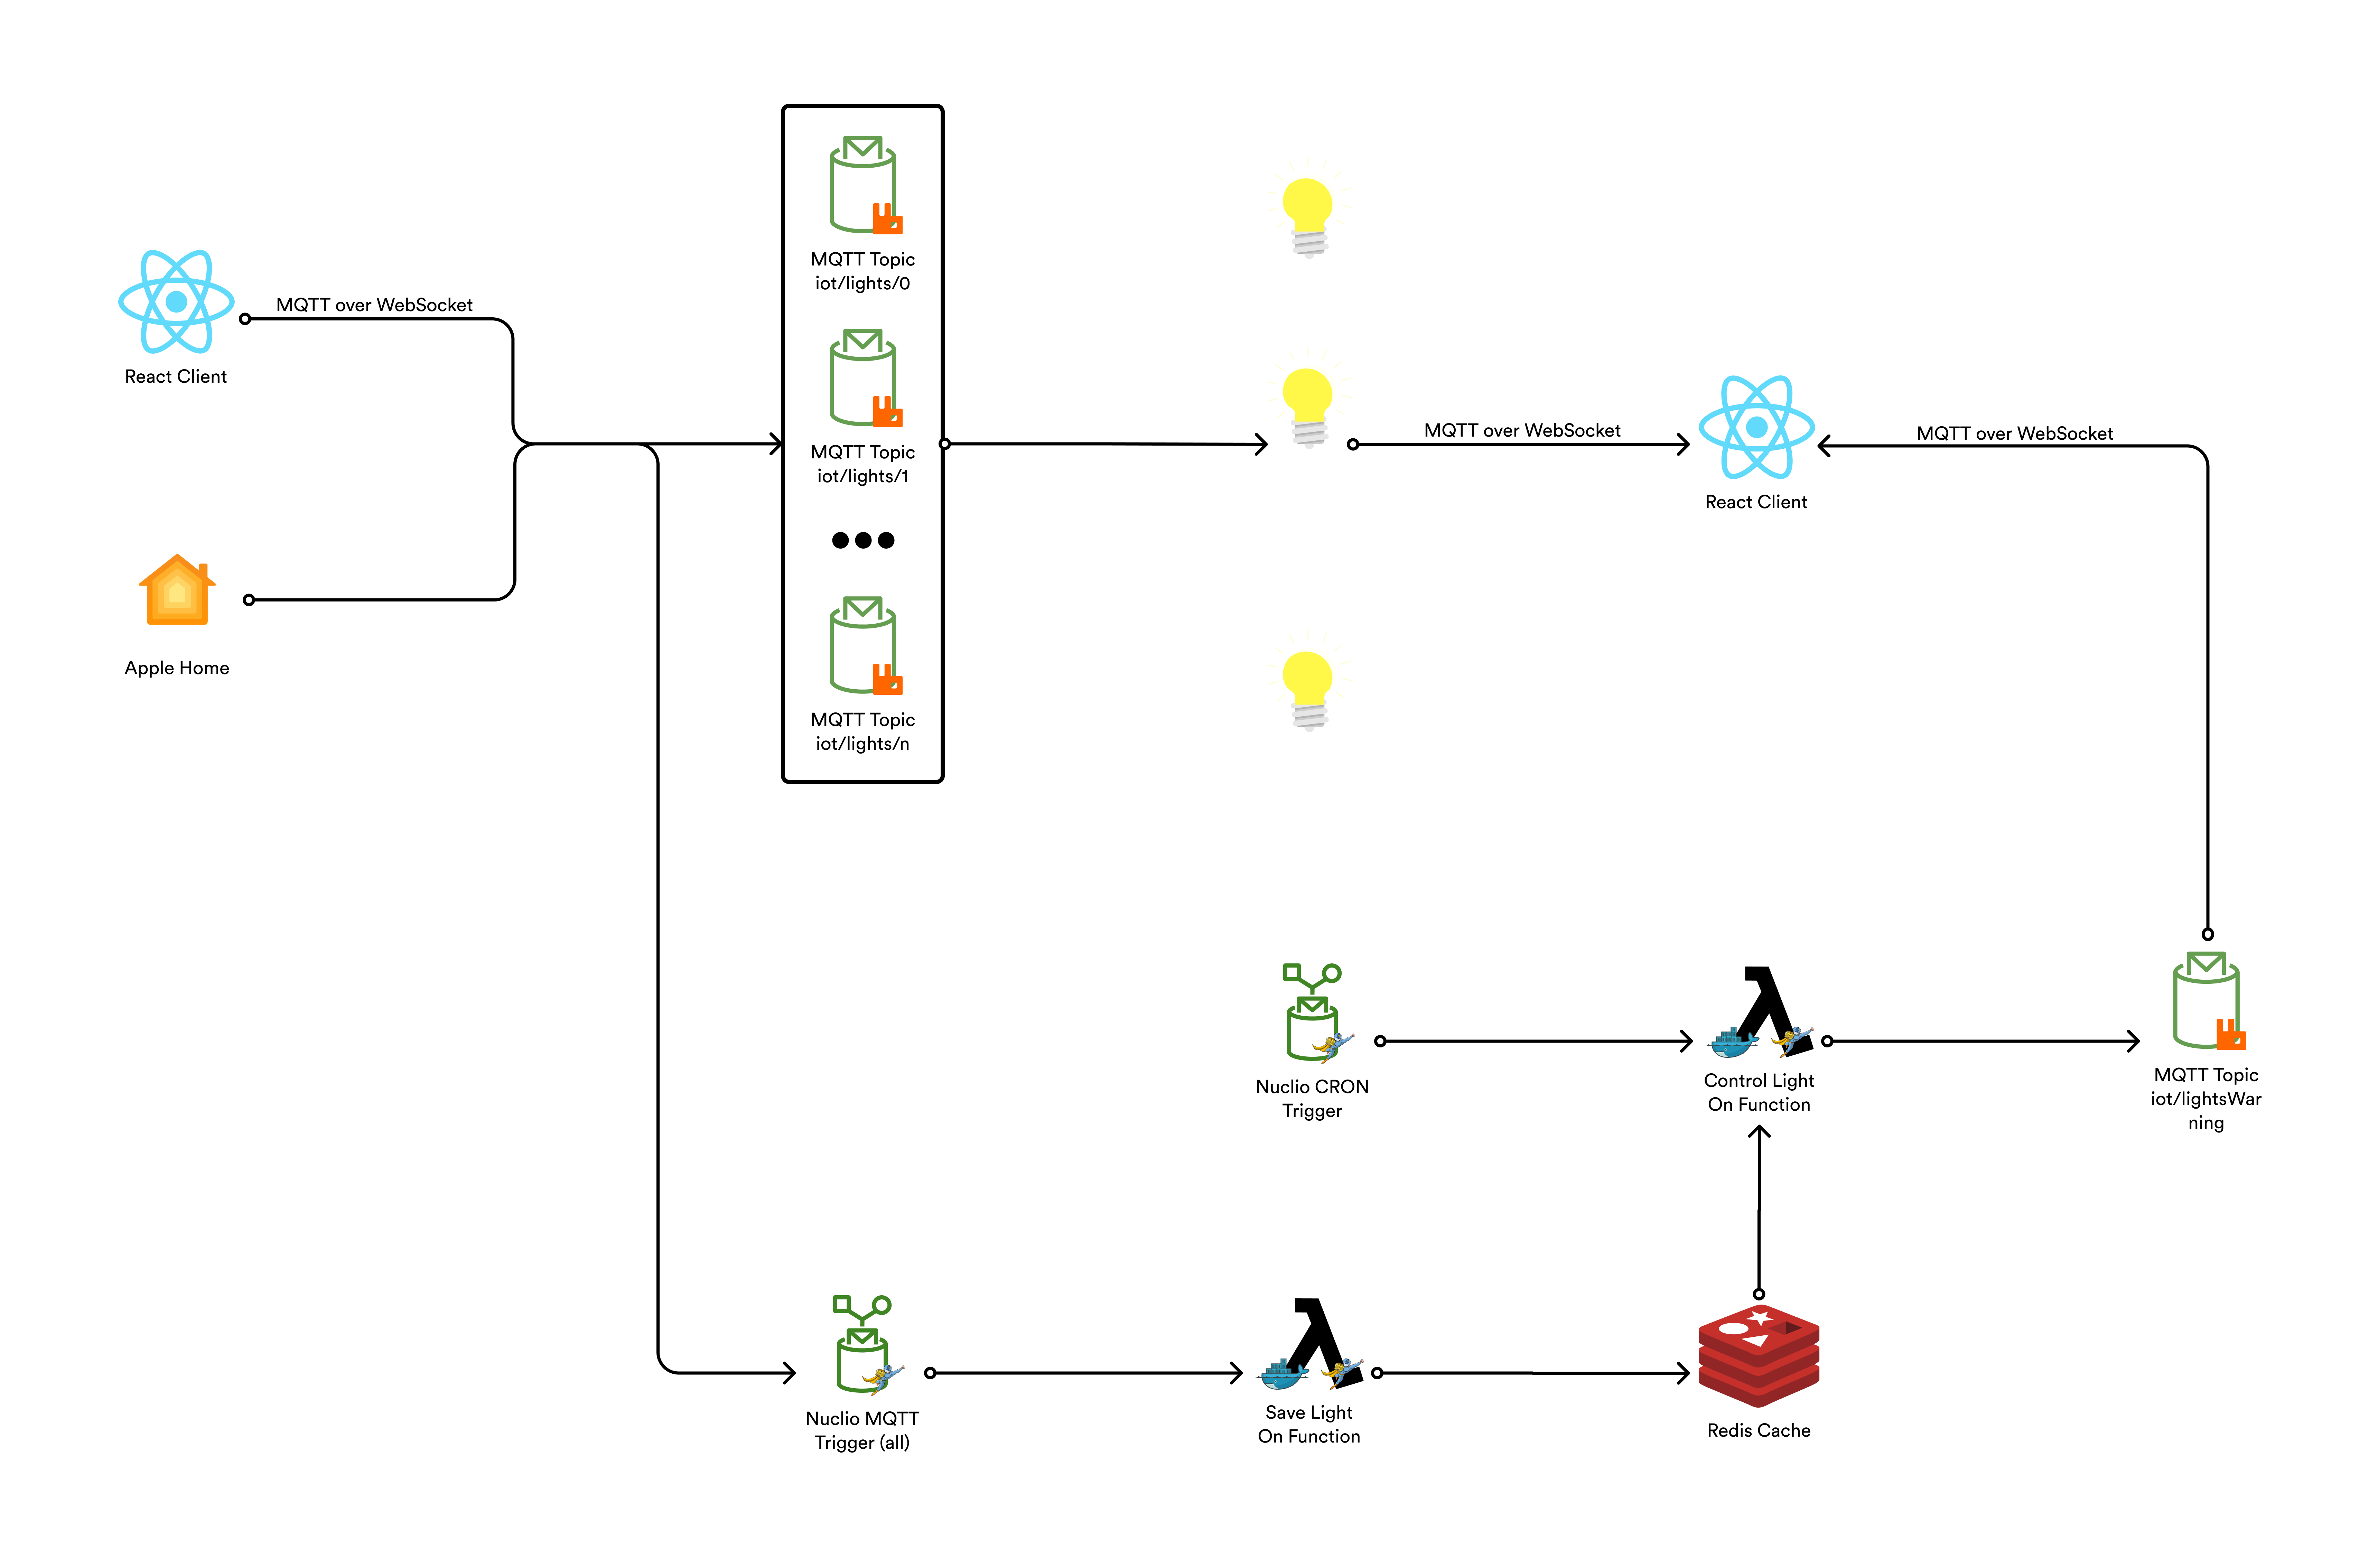 MQTT Topic
iot/lights/0
MQTT over WebSocket
React Client
MQTT Topic
iot/lights/1
MQTT over WebSocket
React Client
MQTT over WebSocket
Apple Home
MQTT Topic
iot/lights/n
Nuclio CRON
Trigger
Control Light
On Function
MQTT Topic
iot/lightsWar
ning
Nuclio MQTT
Trigger (all)
Save Light
On Function
Redis Cache